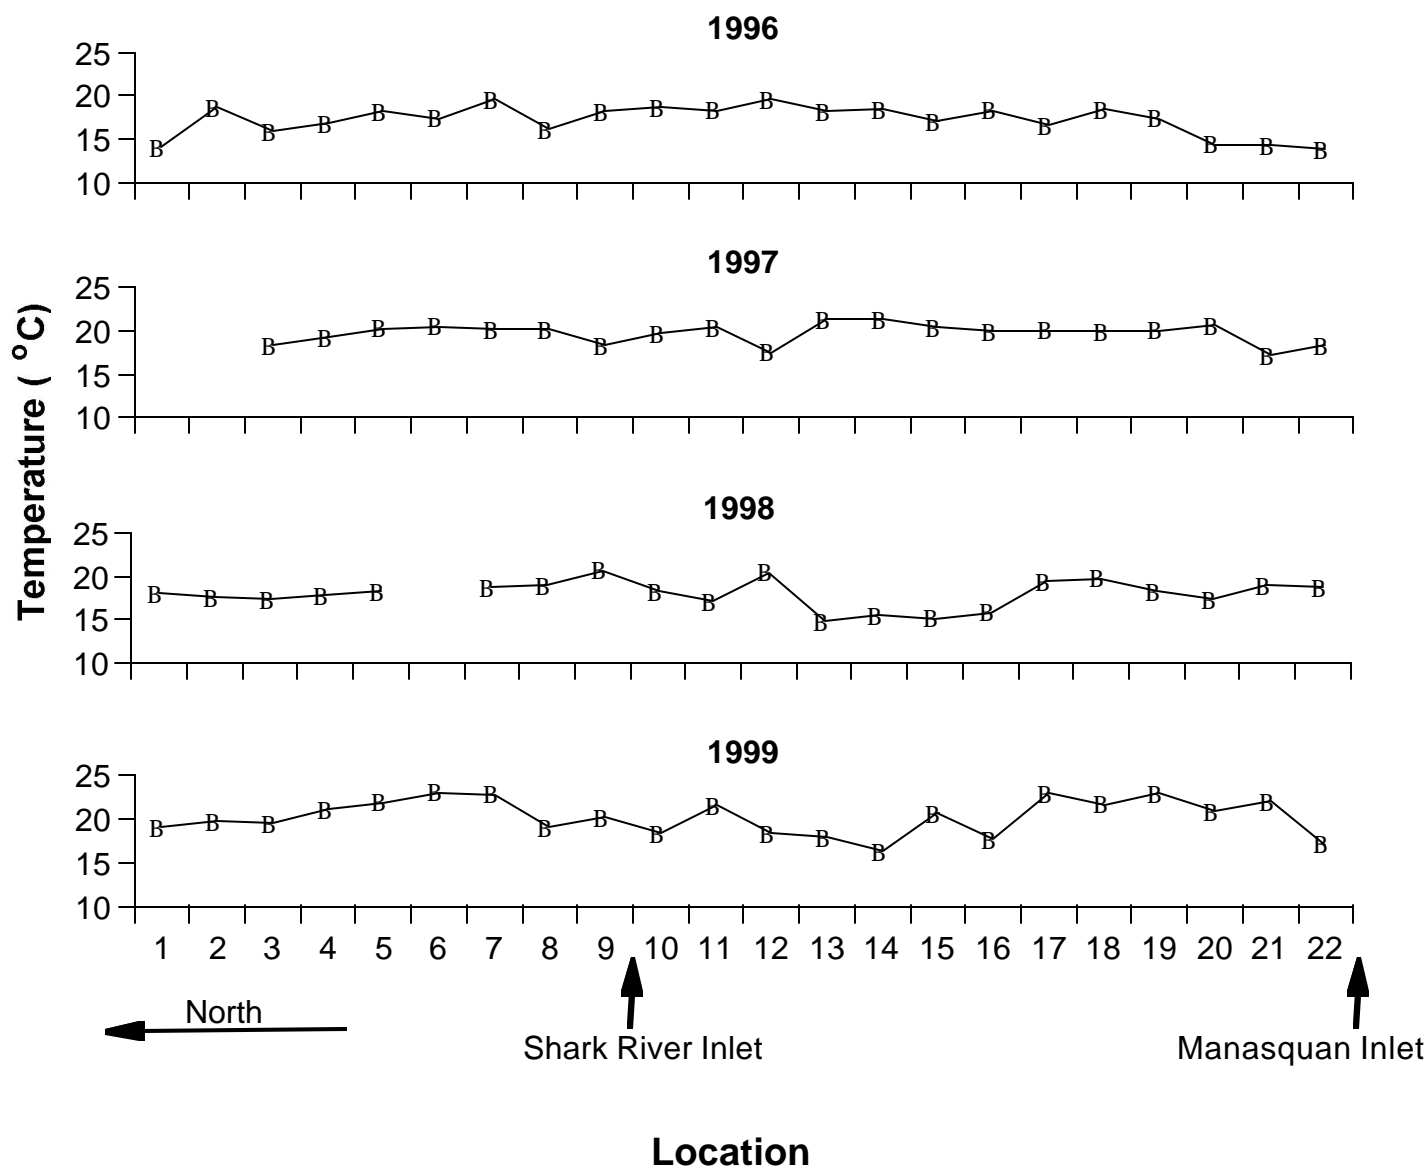 1996
25
20
15
10
B B B B B B B B B B B B B B B B B B B B B B
1997
25
20
15
10
B B B B B B B B B B B B B B B B B B B B
1998
25
20
15
10
B B B B B B B B B B B B B B B B B B B B B
1999
25
20
15
10
B B B B B B B B B B B B B B B B B B B B B B
1 2 3 4 5 6 7 8 9 10 11 12 13 14 15 16 17 18 19 20 21 22
Temperature ( °C)
North
Shark River Inlet
Manasquan Inlet
Location